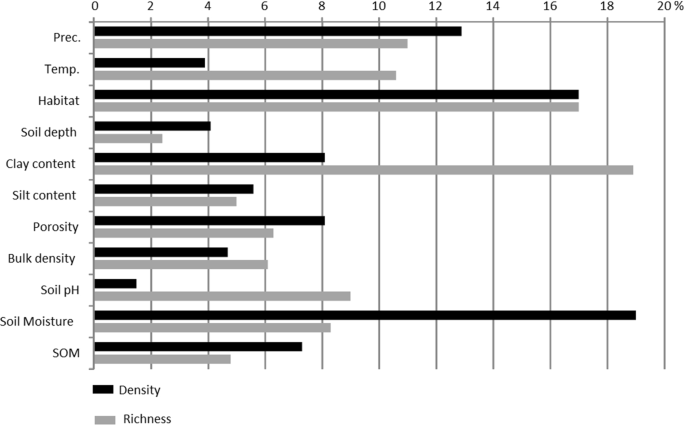 0 2 4 6 8 10 12 14 16 18 20 %
Prec.
Temp.
Habitat
Soil depth
Clay content
Silt content
Porosity
Bulk density
Soil pH
Soil Moisture
SOM
Density
Richness